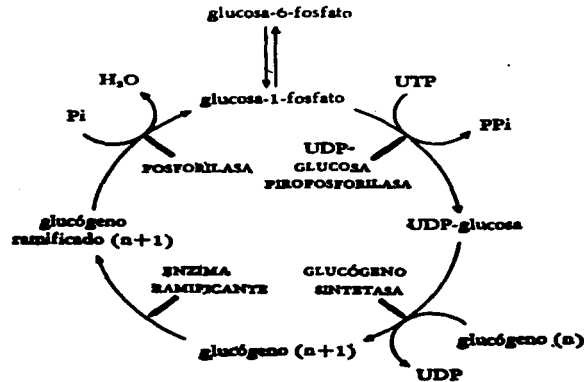 glucosa-6-fosfato
glucosa-1-fosfato
H₂O
Pi
UTP
PPi
FOSFORILASA
UDP-
GLUCOSA
PIROFOSFORILASA
glucógeno
ramificado (n+1)
UDP-glucosa
ENZIMA
RAMIFICANTE
GLUCÓGENO
SINTETASA
glucógeno (n+1)
glucógeno (n)
UDP